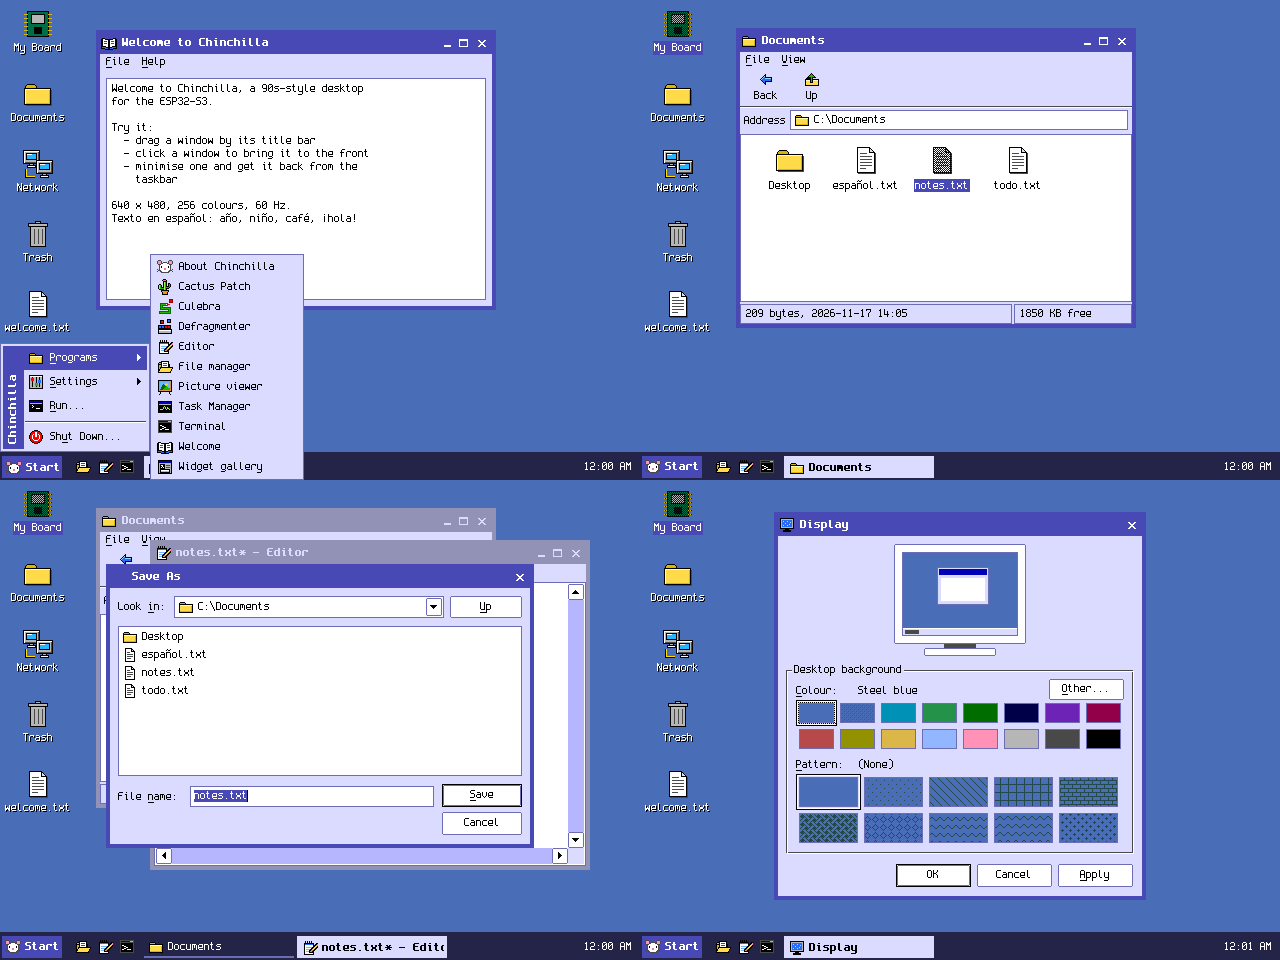 My Board
Documents
Network
Trash
welcome.txt
Welcome to Chinchilla
File Help
Welcome to Chinchilla, a 90s-style desktop
for the ESP32-S3.
Try it:
- drag a window by its title bar
- click a window to bring it to the front
- minimise one and get it back from the
taskbar
640 x 480, 256 colours, 60 Hz.
Texto en español: año, niño, café, ¡hola!
Chinchilla
Programs
Settings
Run...
Shut Down...
About Chinchilla
Cactus Patch
Culebra
Defragmenter
Editor
File manager
Picture viewer
Task Manager
Terminal
Welcome
Widget gallery
Start
12:00 AM
My Board
Documents
Network
Trash
welcome.txt
Documents
File View
Back Up
Address C:\Documents
Desktop español.txt notes.txt todo.txt
209 bytes, 2026-11-17 14:05 1850 KB free
Start Documents 12:00 AM
My Board
Documents
Network
Trash
welcome.txt
Documents
File View
notes.txt* - Editor
Save As
Look in: C:\Documents Up
Desktop
español.txt
notes.txt
todo.txt
File name: notes.txt Save
Cancel
Start Documents notes.txt* - Edito 12:00 AM
My Board
Documents
Network
Trash
welcome.txt
Display
Desktop background
Colour: Steel blue Other...
Pattern: (None)
OK Cancel Apply
Start Display 12:01 AM